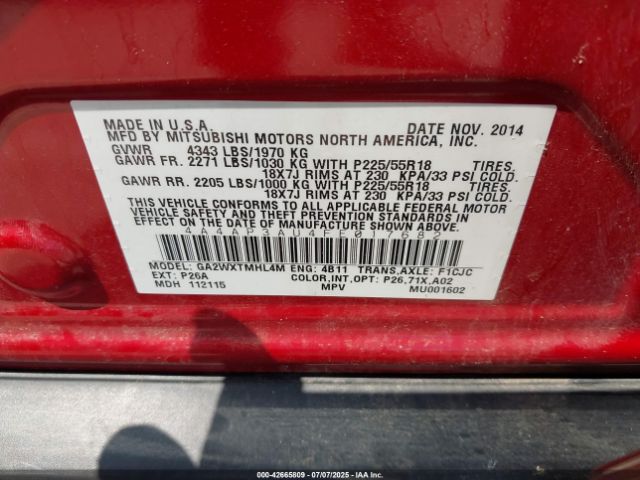 MADE IN U.S.A. DATE NOV. 2014
MFD BY MITSUBISHI MOTORS NORTH AMERICA, INC.
GVWR 4343 LBS/1970 KG
GAWR FR. 2271 LBS/1030 KG WITH P225/55R18 TIRES.
18X7J RIMS AT 230 KPA/33 PSI COLD.
GAWR RR. 2205 LBS/1000 KG WITH P225/55R18 TIRES.
18X7J RIMS AT 230 KPA/33 PSI COLD.
THIS VEHICLE CONFORMS TO ALL APPLICABLE FEDERAL MOTOR
VEHICLE SAFETY AND THEFT PREVENTION STANDARDS IN
EFFECT ON THE DATE OF MANUFACTURE SHOWN ABOVE.
MODEL: GA2WXTMHL4M ENG: 4B11 TRANS,AXLE: F1CJC
EXT: P26A COLOR,INT,OPT: P26,71X,A02
MDH 112115 MPV MU001602
000-42665809 07/07/2025 IAAI.COM